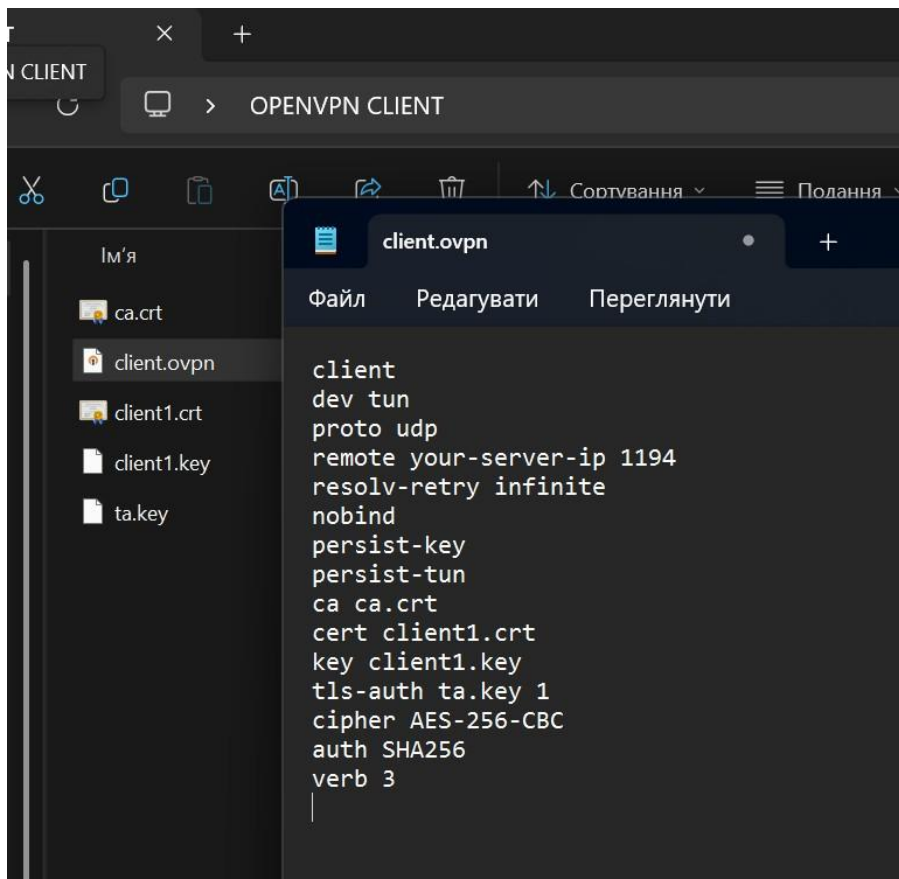 N CLIENT
OPENVPN CLIENT
Сортування
Подання
Ім'я
ca.crt
client.ovpn
client1.crt
client1.key
ta.key
client.ovpn
Файл Редагувати Переглянути
client
dev tun
proto udp
remote your-server-ip 1194
resolv-retry infinite
nobind
persist-key
persist-tun
ca ca.crt
cert client1.crt
key client1.key
tls-auth ta.key 1
cipher AES-256-CBC
auth SHA256
verb 3